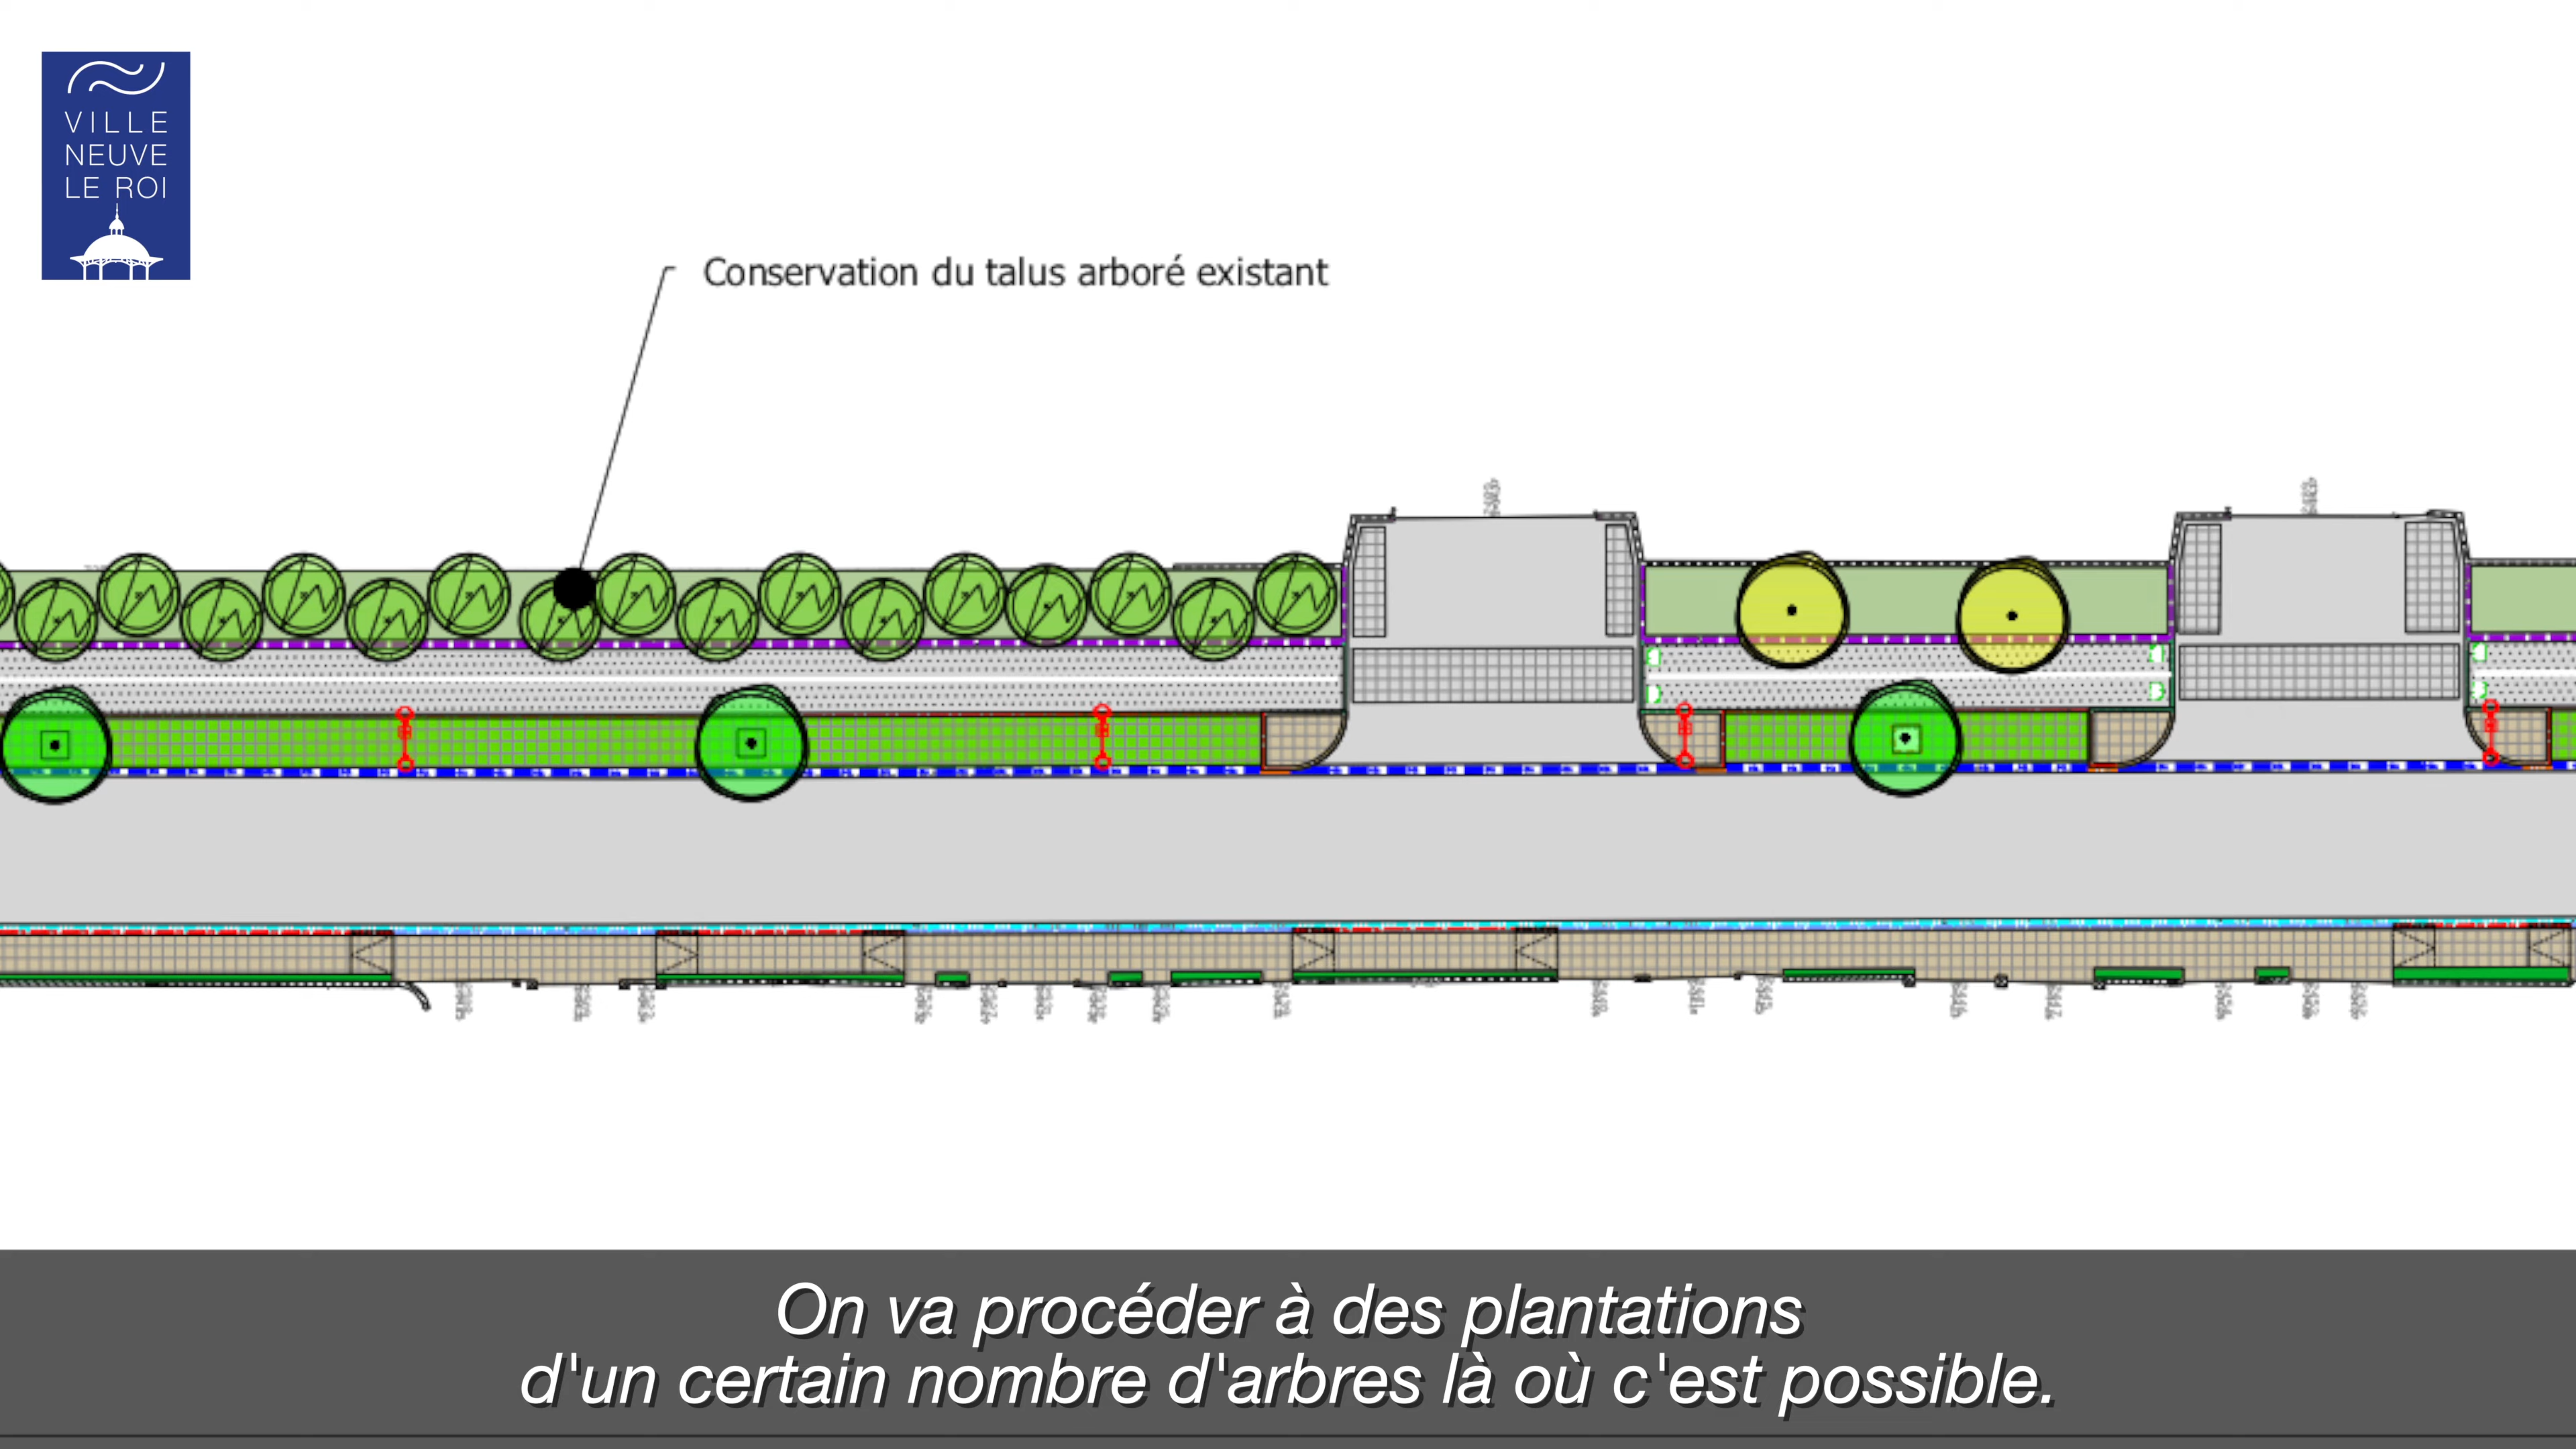 VILLE
NEUVE
LE ROI
Conservation du talus arboré existant
On va procéder à des plantations
d'un certain nombre d'arbres là où c'est possible.